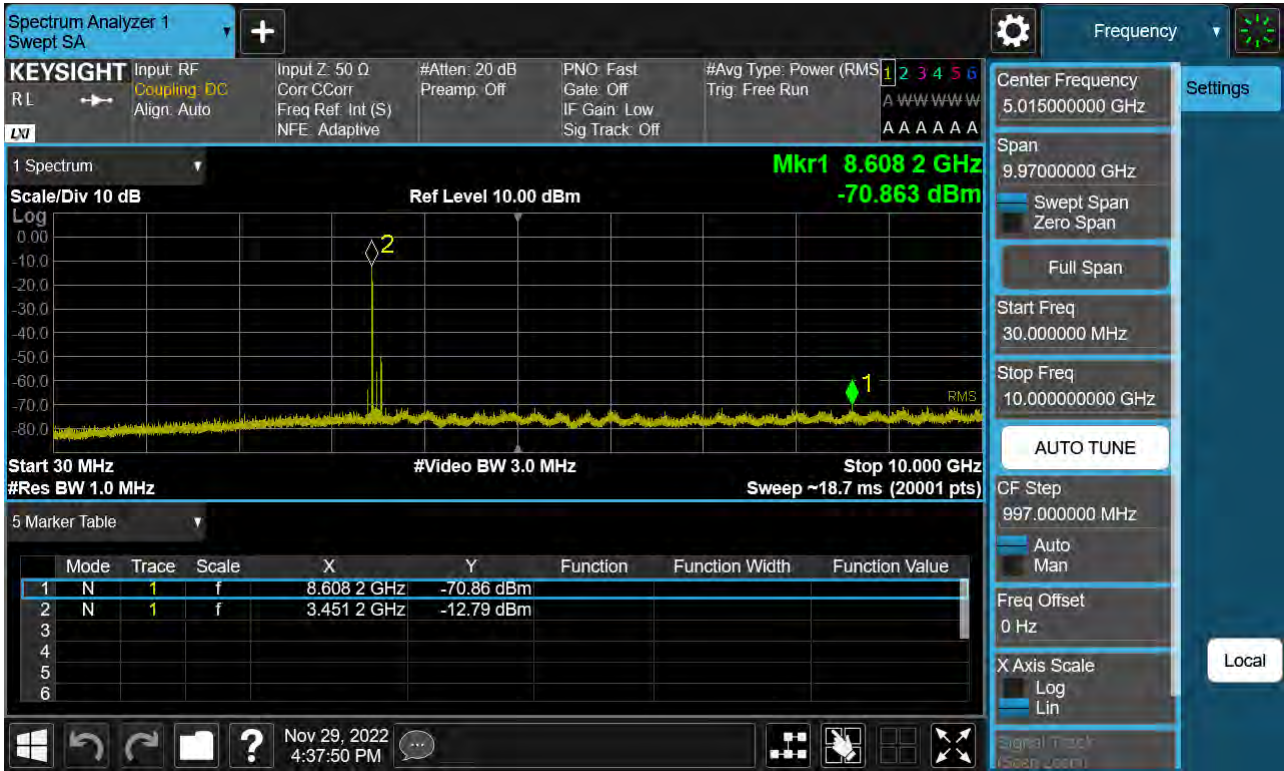 Spectrum Analyzer 1
Swept SA
Frequency
KEYSIGHT
RL
LXI
Input: RF
Coupling: DC
Align: Auto
Input Z: 50 Ω
Corr CCorr
Freq Ref: Int (S)
NFE: Adaptive
#Atten: 20 dB
Preamp: Off
PNO: Fast
Gate: Off
IF Gain: Low
Sig Track: Off
#Avg Type: Power (RMS
Trig: Free Run
1 2 3 4 5 6
A W W W W W
A A A A A A
1 Spectrum
Scale/Div 10 dB
Ref Level 10.00 dBm
Mkr1 8.608 2 GHz
-70.863 dBm
Log
0.00
-10.0
-20.0
-30.0
-40.0
-50.0
-60.0
-70.0
-80.0
2
1
RMS
Start 30 MHz
#Video BW 3.0 MHz
Stop 10.000 GHz
#Res BW 1.0 MHz
Sweep ~18.7 ms (20001 pts)
5 Marker Table
Mode Trace Scale X Y Function Function Width Function Value
1 N 1 f 8.608 2 GHz -70.86 dBm
2 N 1 f 3.451 2 GHz -12.79 dBm
3
4
5
6
Nov 29, 2022
4:37:50 PM
Center Frequency
5.015000000 GHz
Span
9.97000000 GHz
Swept Span
Zero Span
Full Span
Start Freq
30.000000 MHz
Stop Freq
10.000000000 GHz
AUTO TUNE
CF Step
997.000000 MHz
Auto
Man
Freq Offset
0 Hz
X Axis Scale
Log
Lin
Signal Track
(Span Zoom)
Settings
Local